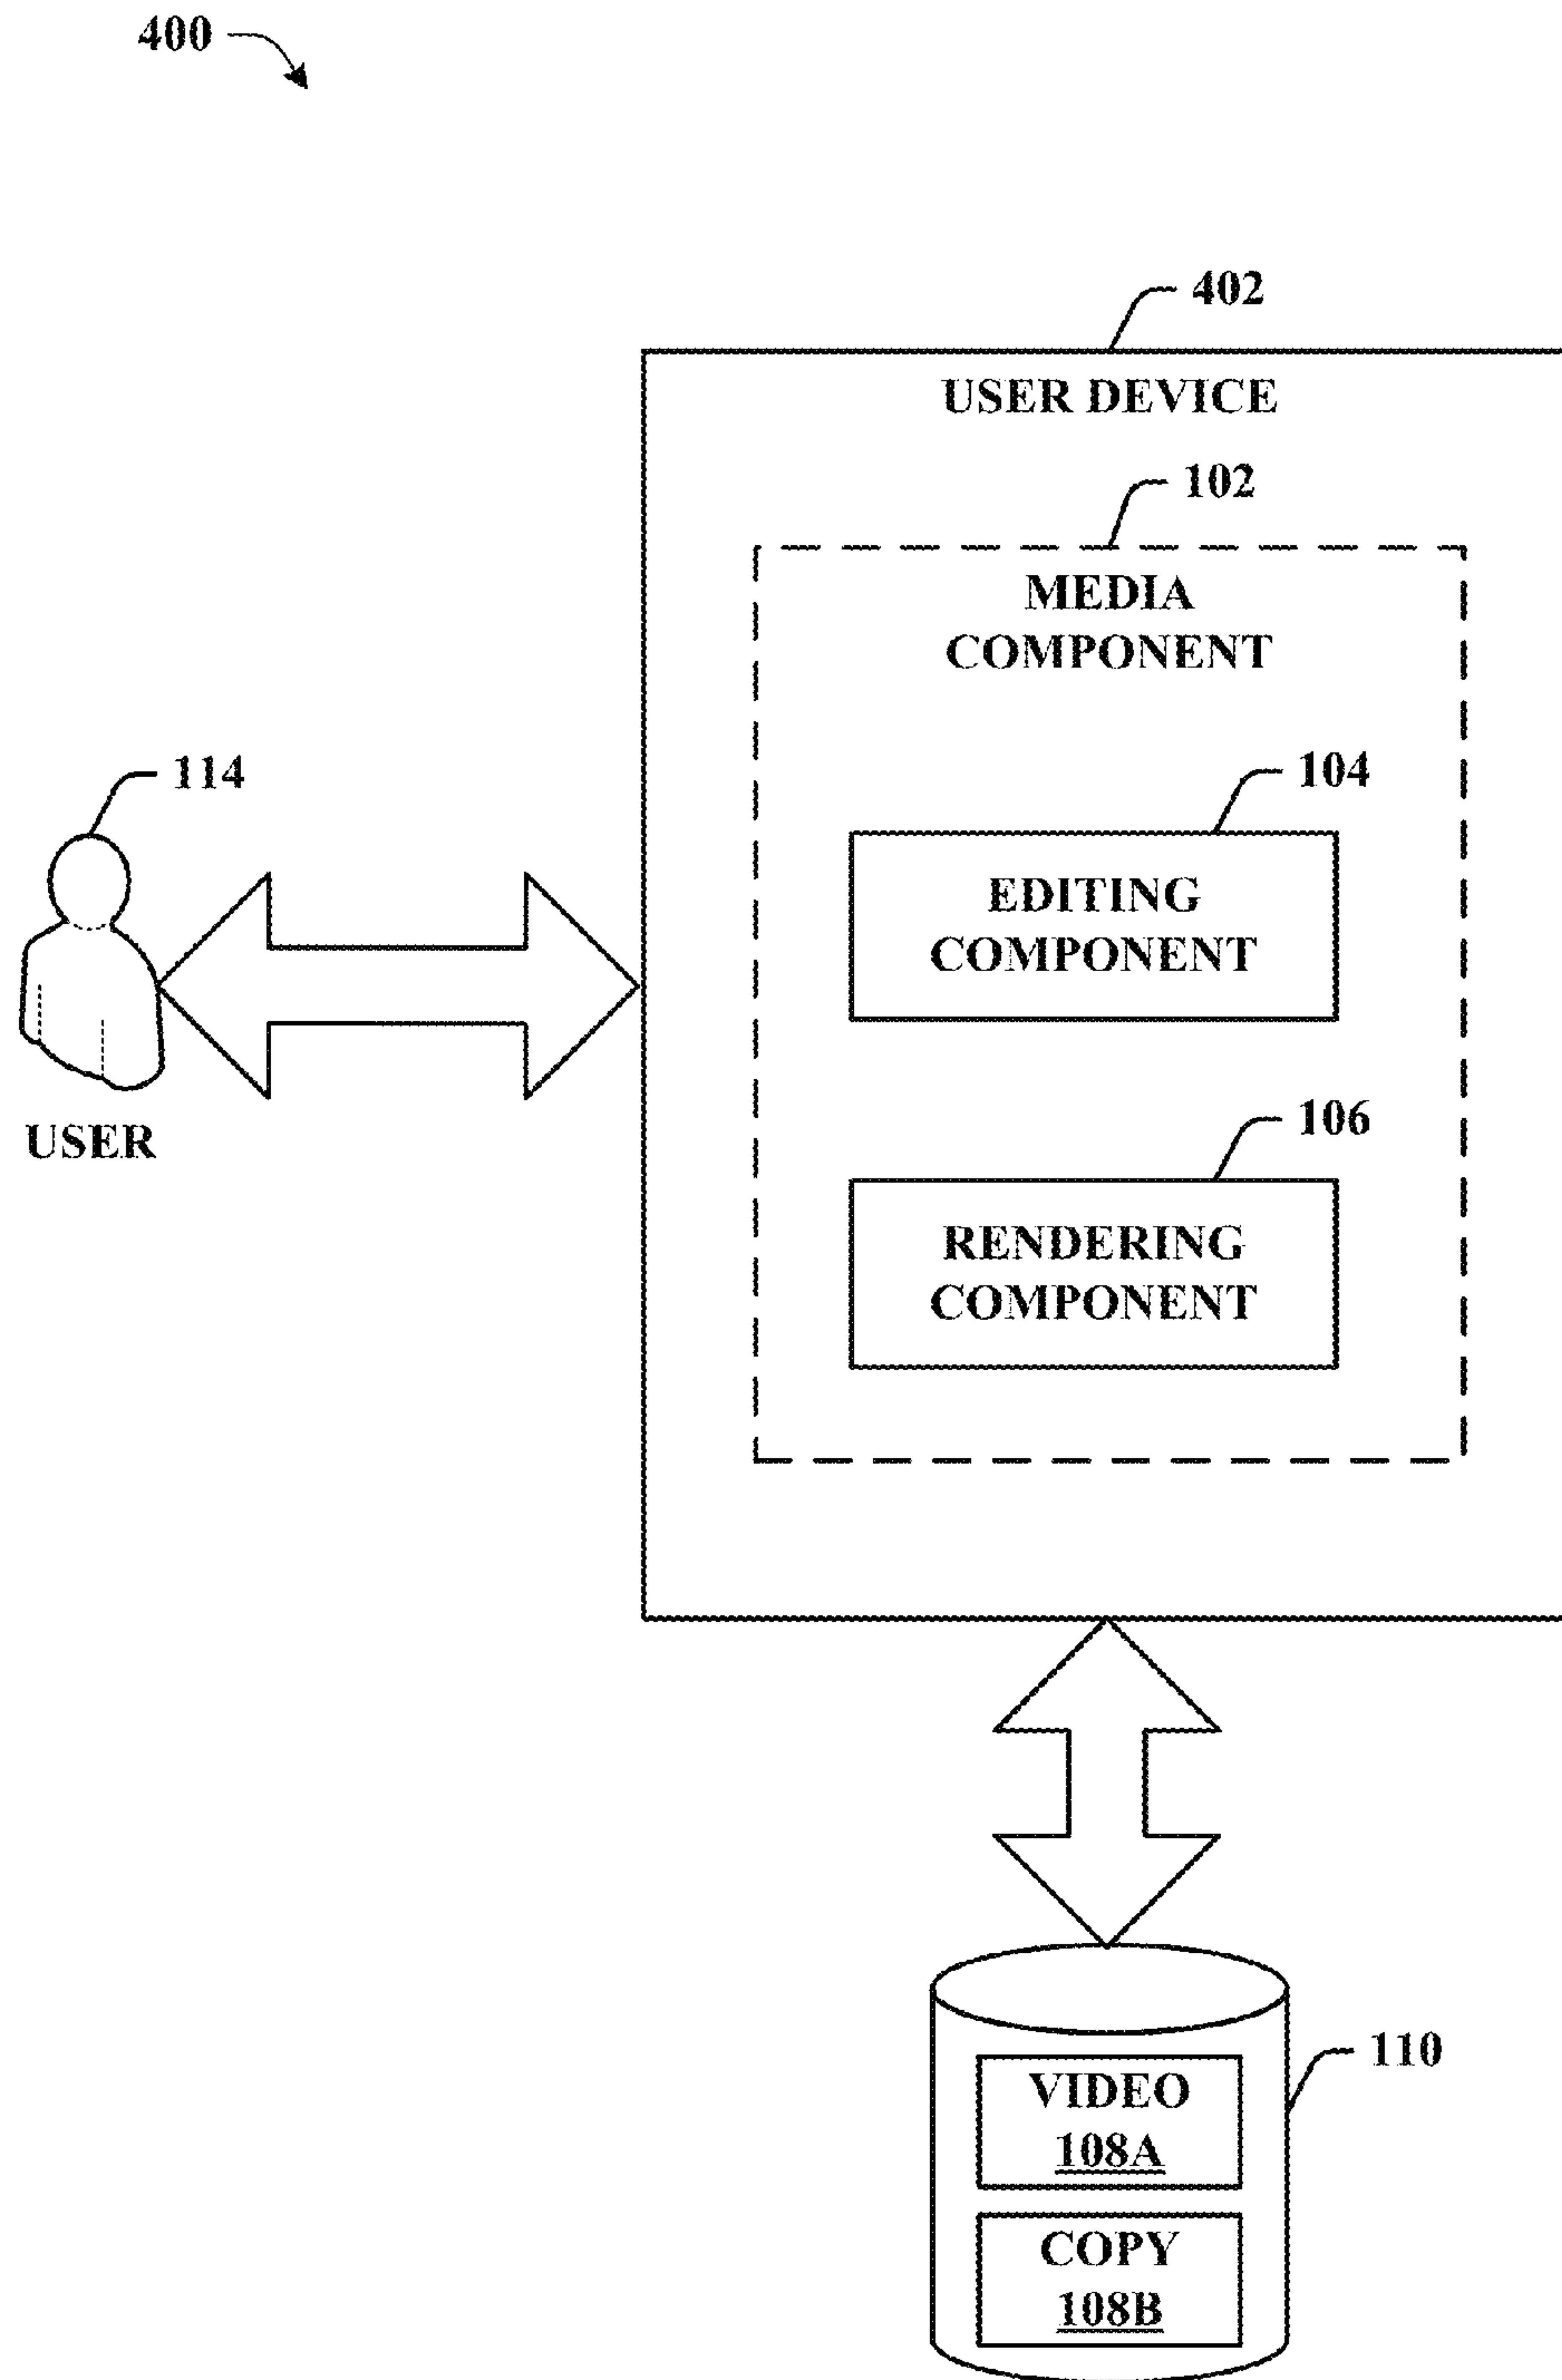 400
402
USER DEVICE
102
MEDIA
COMPONENT
114
104
EDITING
COMPONENT
USER
106
RENDERING
COMPONENT
110
VIDEO
108A
COPY
108B